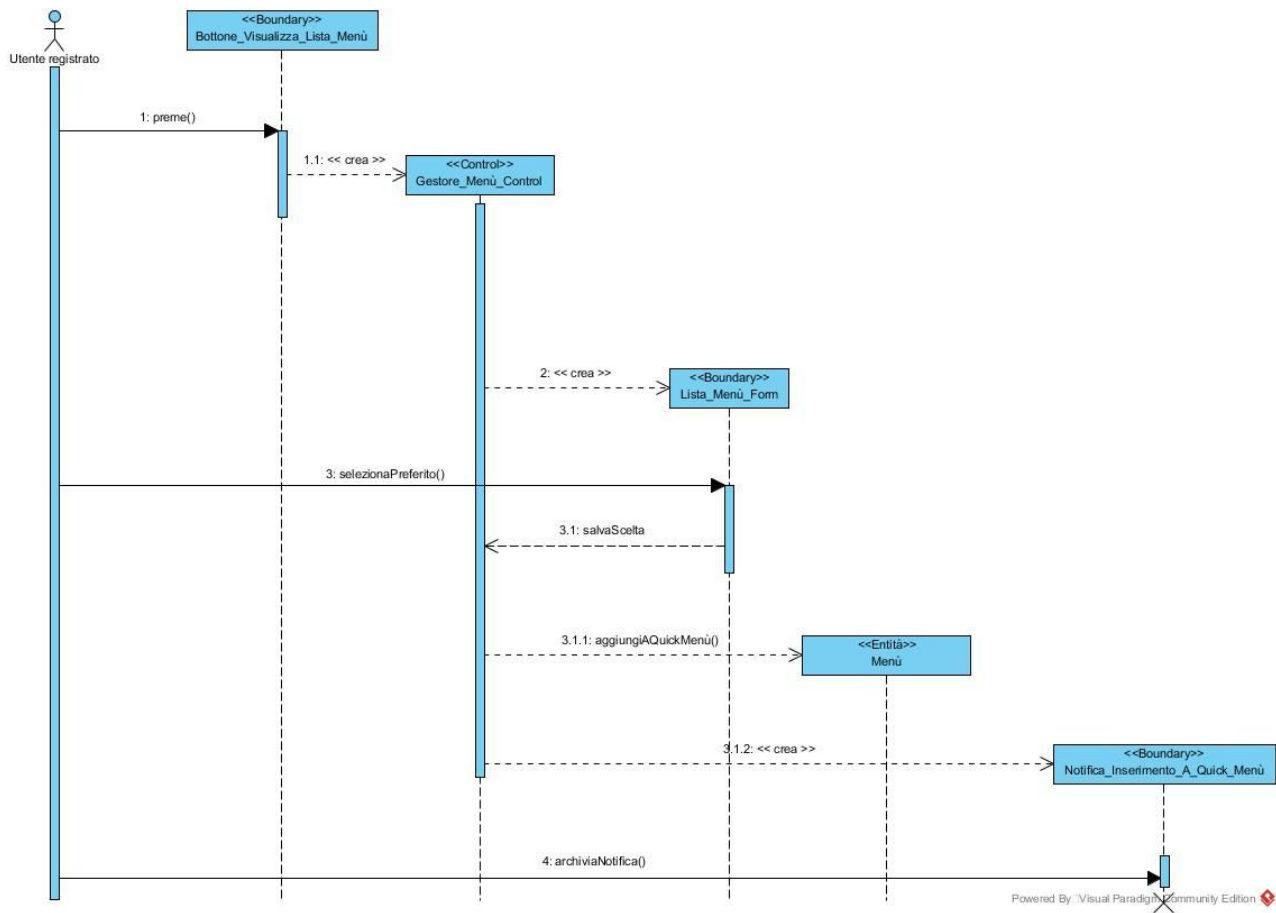 <<Boundary>>
Bottone_Visualizza_Lista_Menù
Utente registrato
1: preme()
1.1: << crea >>
<<Control>>
Gestore_Menù_Control
2: << crea >>
<<Boundary>>
Lista_Menù_Form
3: selezionaPreferito()
3.1: salvaScelta
3.1.1: aggiungiAQuickMenù()
<<Entità>>
Menù
3.1.2: << crea >>
<<Boundary>>
Notifica_Inserimento_A_Quick_Menù
4: archiviaNotifica()
Powered By Visual Paradigm Community Edition